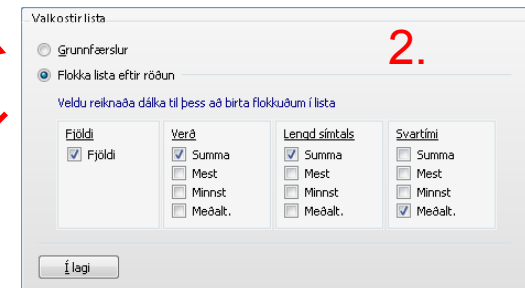 Valkostir lista
2.
Grunnfærslur
Flokka lista eftir röðun
Veldu reiknaða dálka til þess að birta flokkuðum í lista
Fjöldi Verð Lengd símtals Svartími
Fjöldi Summa Summa Summa
Mest Mest Mest
Minnst Minnst Minnst
Meðalt. Meðalt. Meðalt.
Í lagi